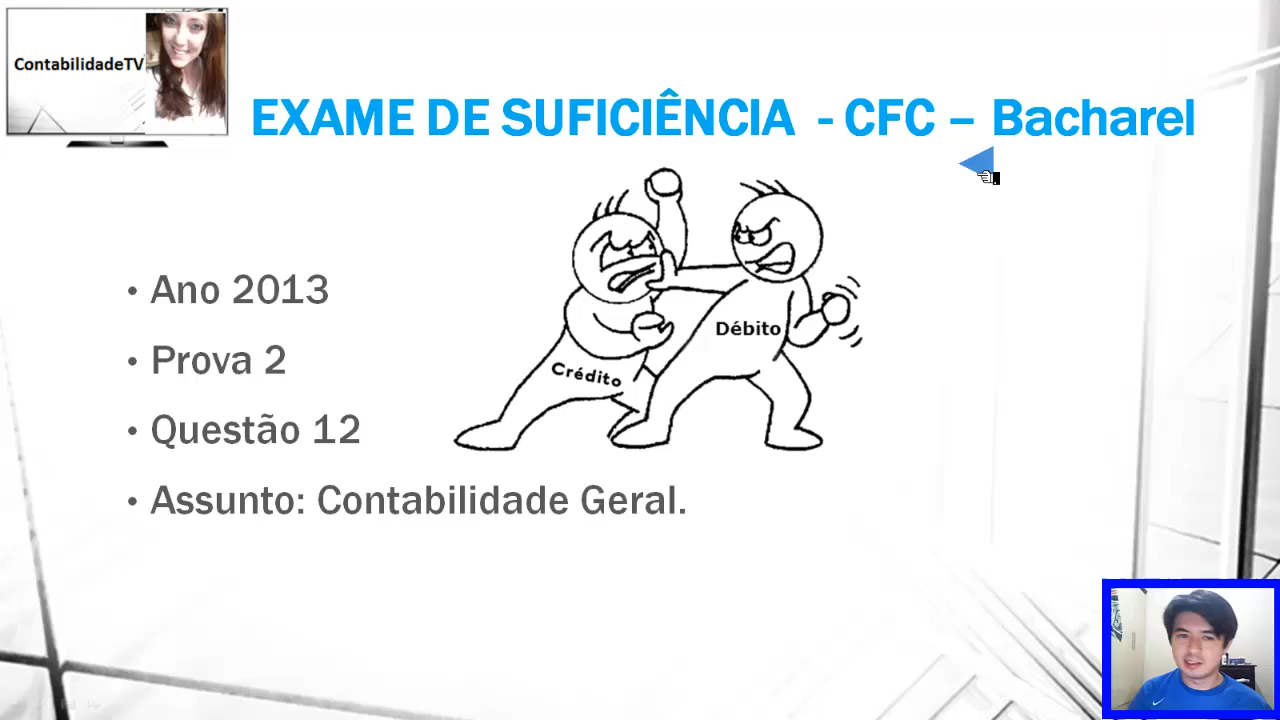 ContabilidadeTV
EXAME DE SUFICIÊNCIA - CFC – Bacharel
• Ano 2013
• Prova 2
• Questão 12
• Assunto: Contabilidade Geral.
Débito
Crédito